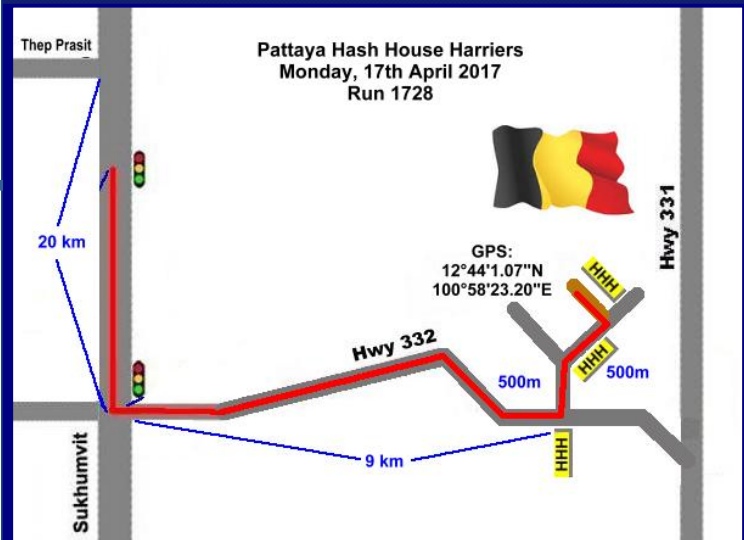 Thep Prasit
Pattaya Hash House Harriers
Monday, 17th April 2017
Run 1728
20 km
Hwy 331
GPS:
12°44'1.07"N
100°58'23.20"E
HHH
Hwy 332
HHH
500m
500m
9 km
HHH
Sukhumvit